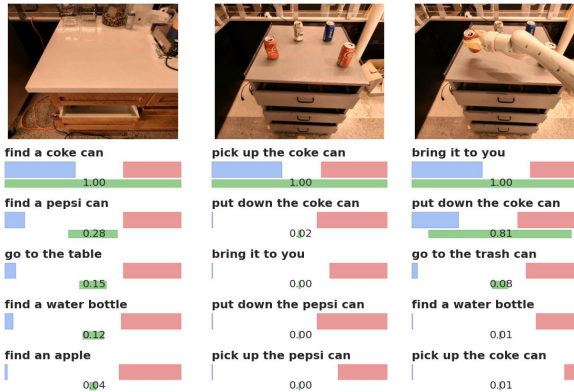 find a coke can
1.00
find a pepsi can
0.28
go to the table
0.15
find a water bottle
0.12
find an apple
0.04
pick up the coke can
1.00
put down the coke can
0.02
bring it to you
0.00
put down the pepsi can
0.00
pick up the pepsi can
0.00
bring it to you
1.00
put down the coke can
0.81
go to the trash can
0.08
find a water bottle
0.01
pick up the coke can
0.01